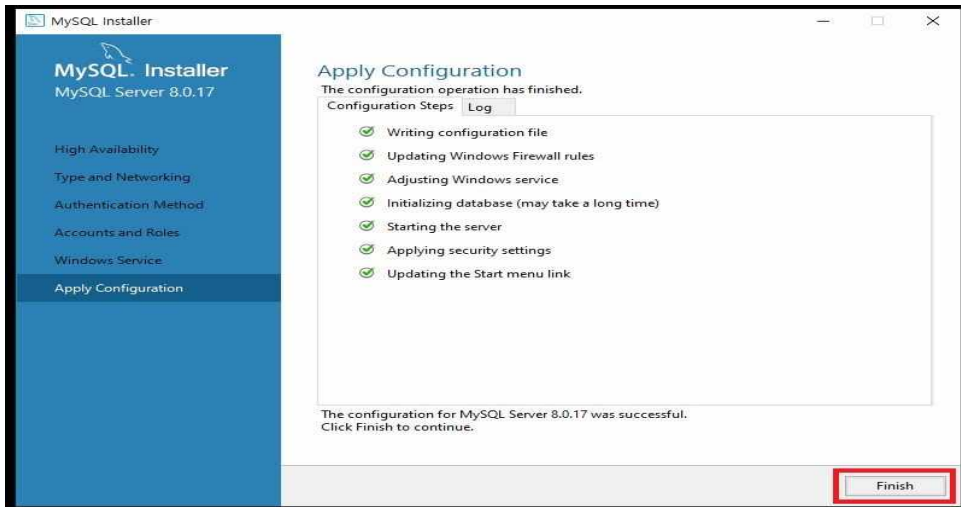 MySQL Installer
MySQL. Installer
MySQL Server 8.0.17
High Availability
Type and Networking
Authentication Method
Accounts and Roles
Windows Service
Apply Configuration
Apply Configuration
The configuration operation has finished.
Configuration Steps Log
Writing configuration file
Updating Windows Firewall rules
Adjusting Windows service
Initializing database (may take a long time)
Starting the server
Applying security settings
Updating the Start menu link
The configuration for MySQL Server 8.0.17 was successful.
Click Finish to continue.
Finish